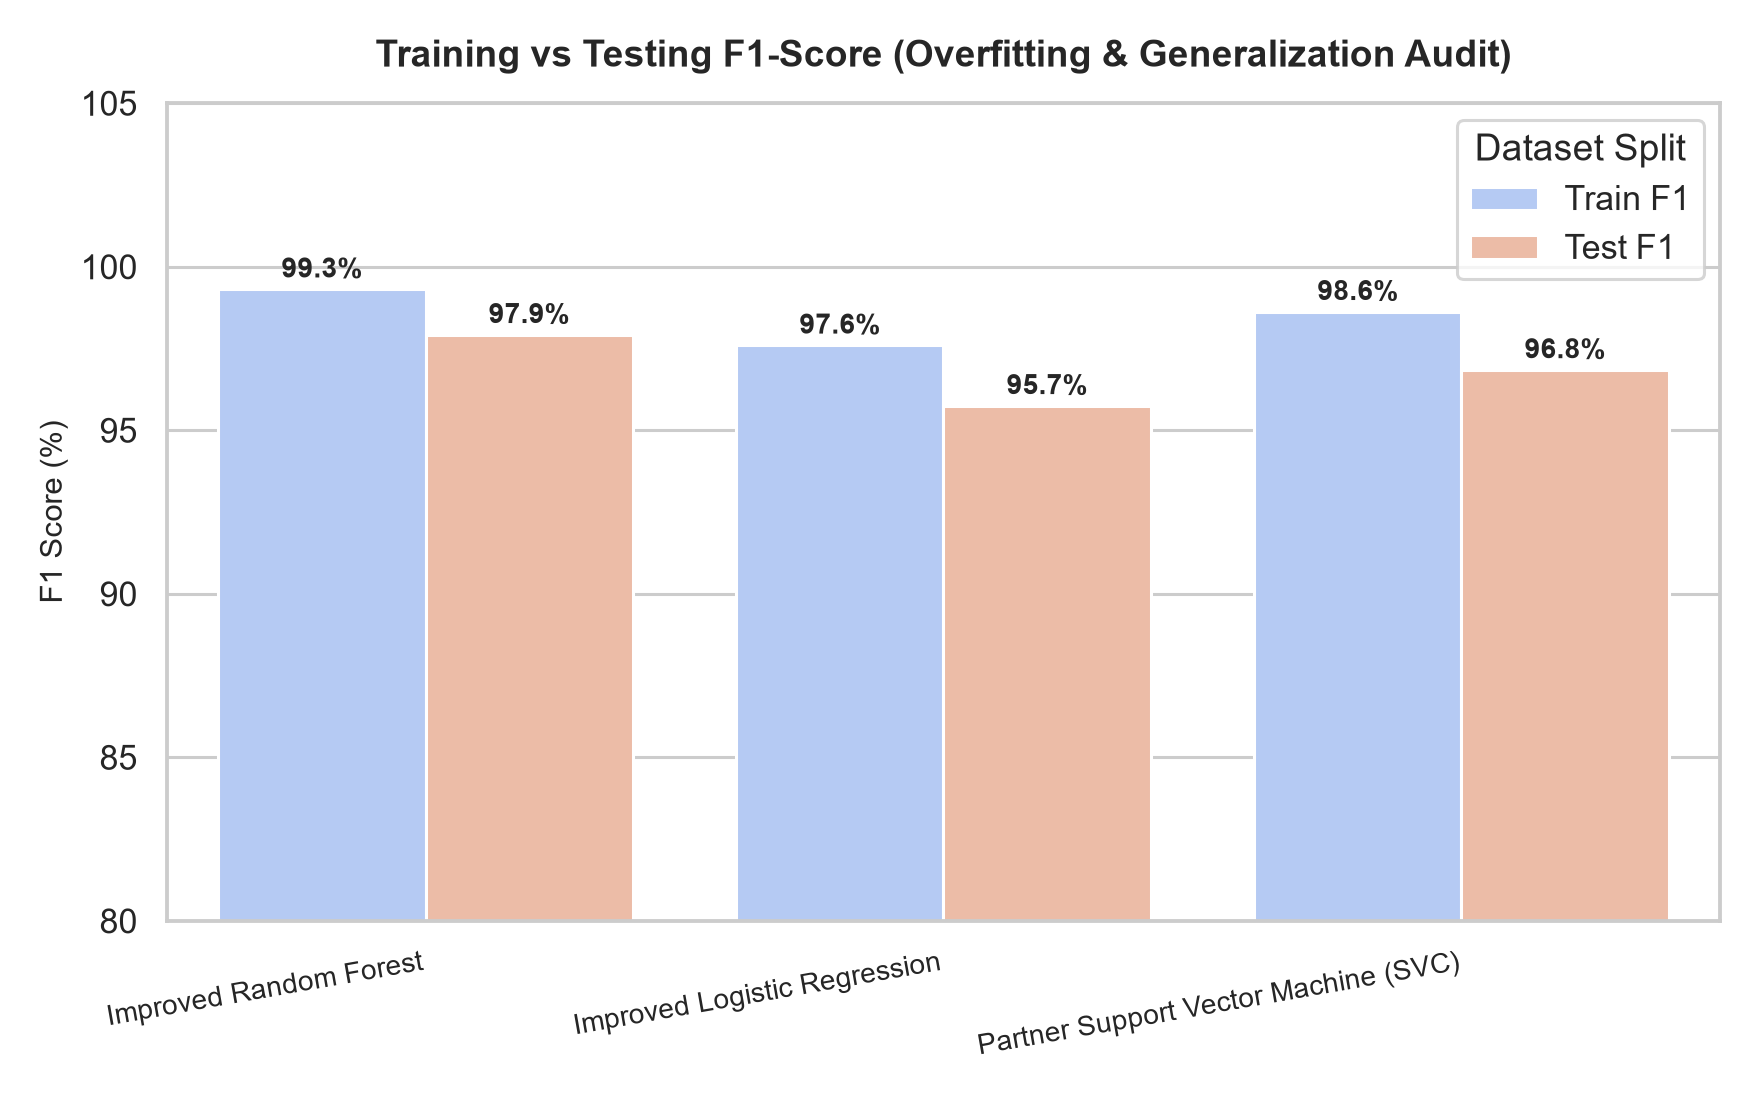 Training vs Testing F1-Score (Overfitting & Generalization Audit)
105
100
95
90
85
80
F1 Score (%)
Dataset Split
Train F1
Test F1
99.3%
97.9%
97.6%
95.7%
98.6%
96.8%
Improved Random Forest
Improved Logistic Regression
Partner Support Vector Machine (SVC)